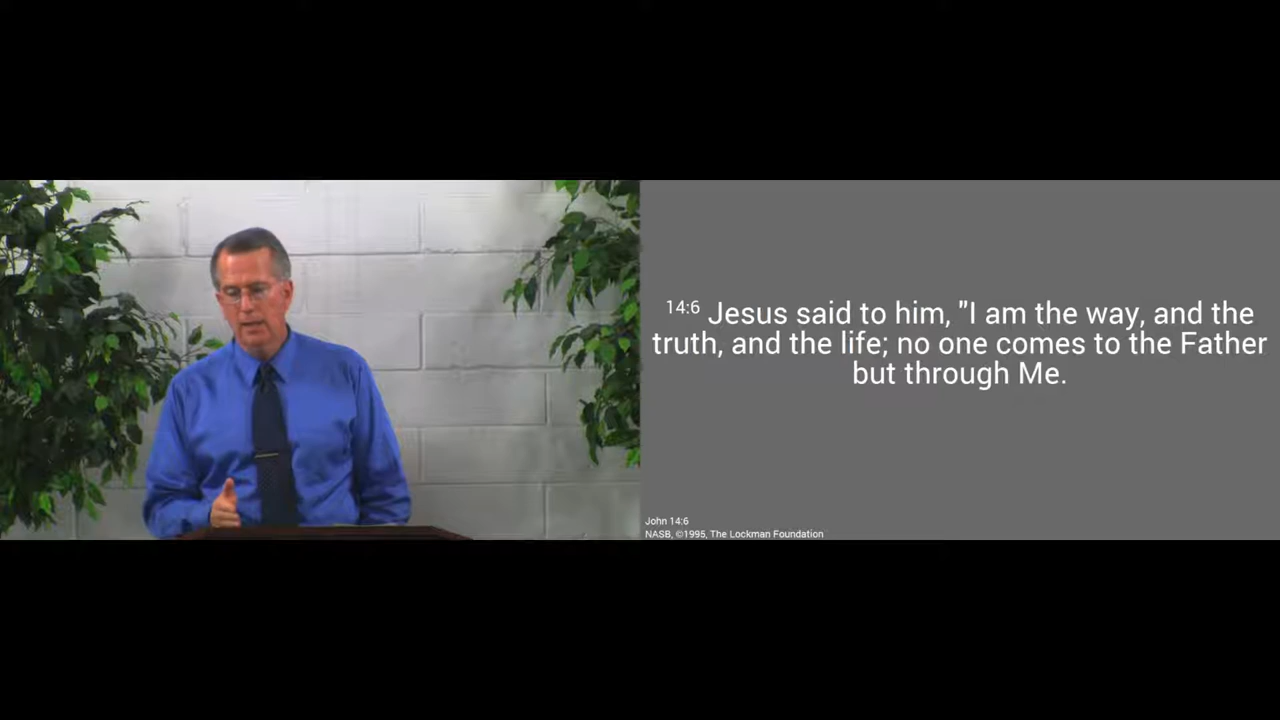 14:6 Jesus said to him, "I am the way, and the
truth, and the life; no one comes to the Father
but through Me.
John 14:6
NASB, ©1995, The Lockman Foundation